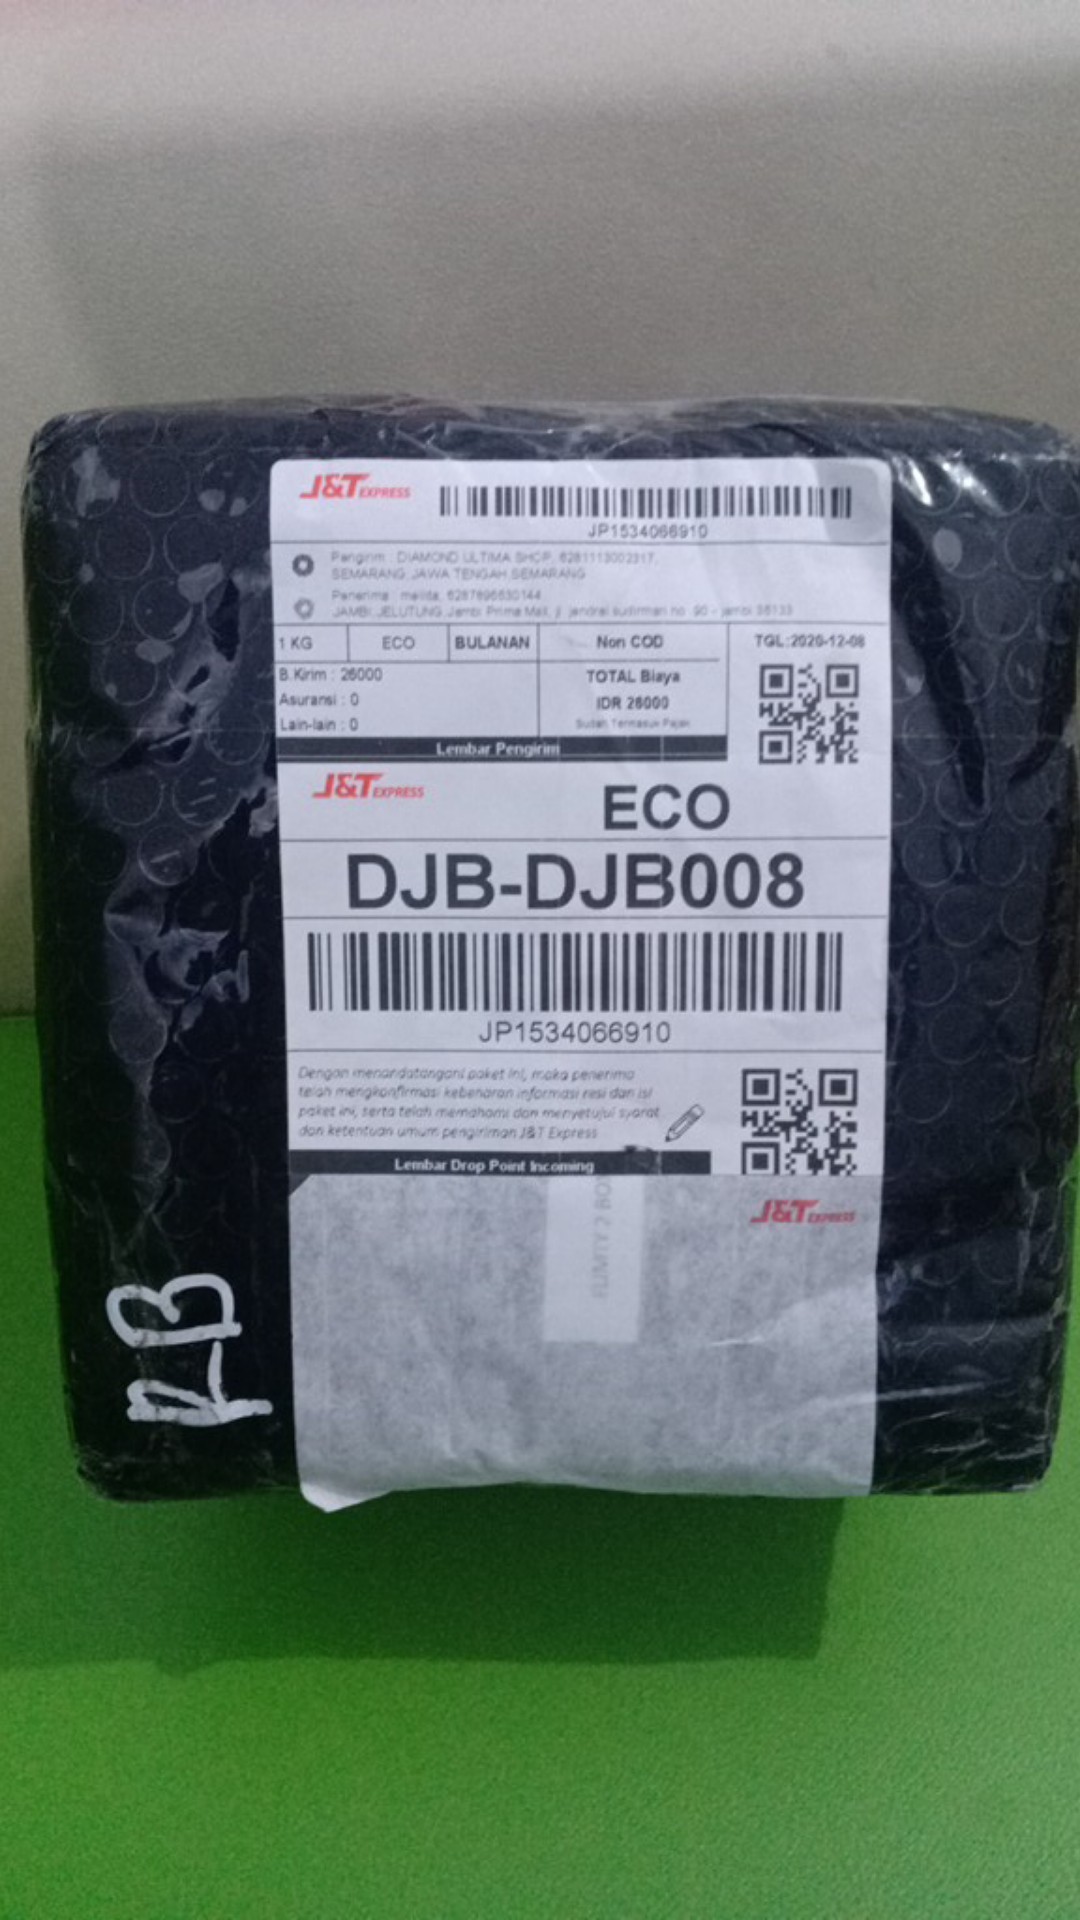 J&T EXPRESS
JP1534066910
Pengirim : DIAMOND ULTIMA SHOP, 6281113002317,
SEMARANG,JAWA TENGAH,SEMARANG
Penerima : melita,
JAMBI,JELUTUNG,Jambi Prima Mall, jl. jendral sudirman no .90 - jambi 36133
1 KG ECO BULANAN Non COD TGL:2020-12-08
B.Kirim : 26000 TOTAL Biaya
Asuransi : 0 IDR 26000
Lain-lain : 0 Sudah Termasuk Pajak
Lembar Pengirim
J&T EXPRESS ECO
DJB-DJB008
JP1534066910
Dengan menandatangani paket ini, maka penerima
telah mengkonfirmasi kebenaran informasi resi dan isi
paket ini, serta telah memahami dan menyetujui syarat
dan ketentuan umum pengiriman J&T Express
Lembar Drop Point Incoming
J&T EXPRESS
RB